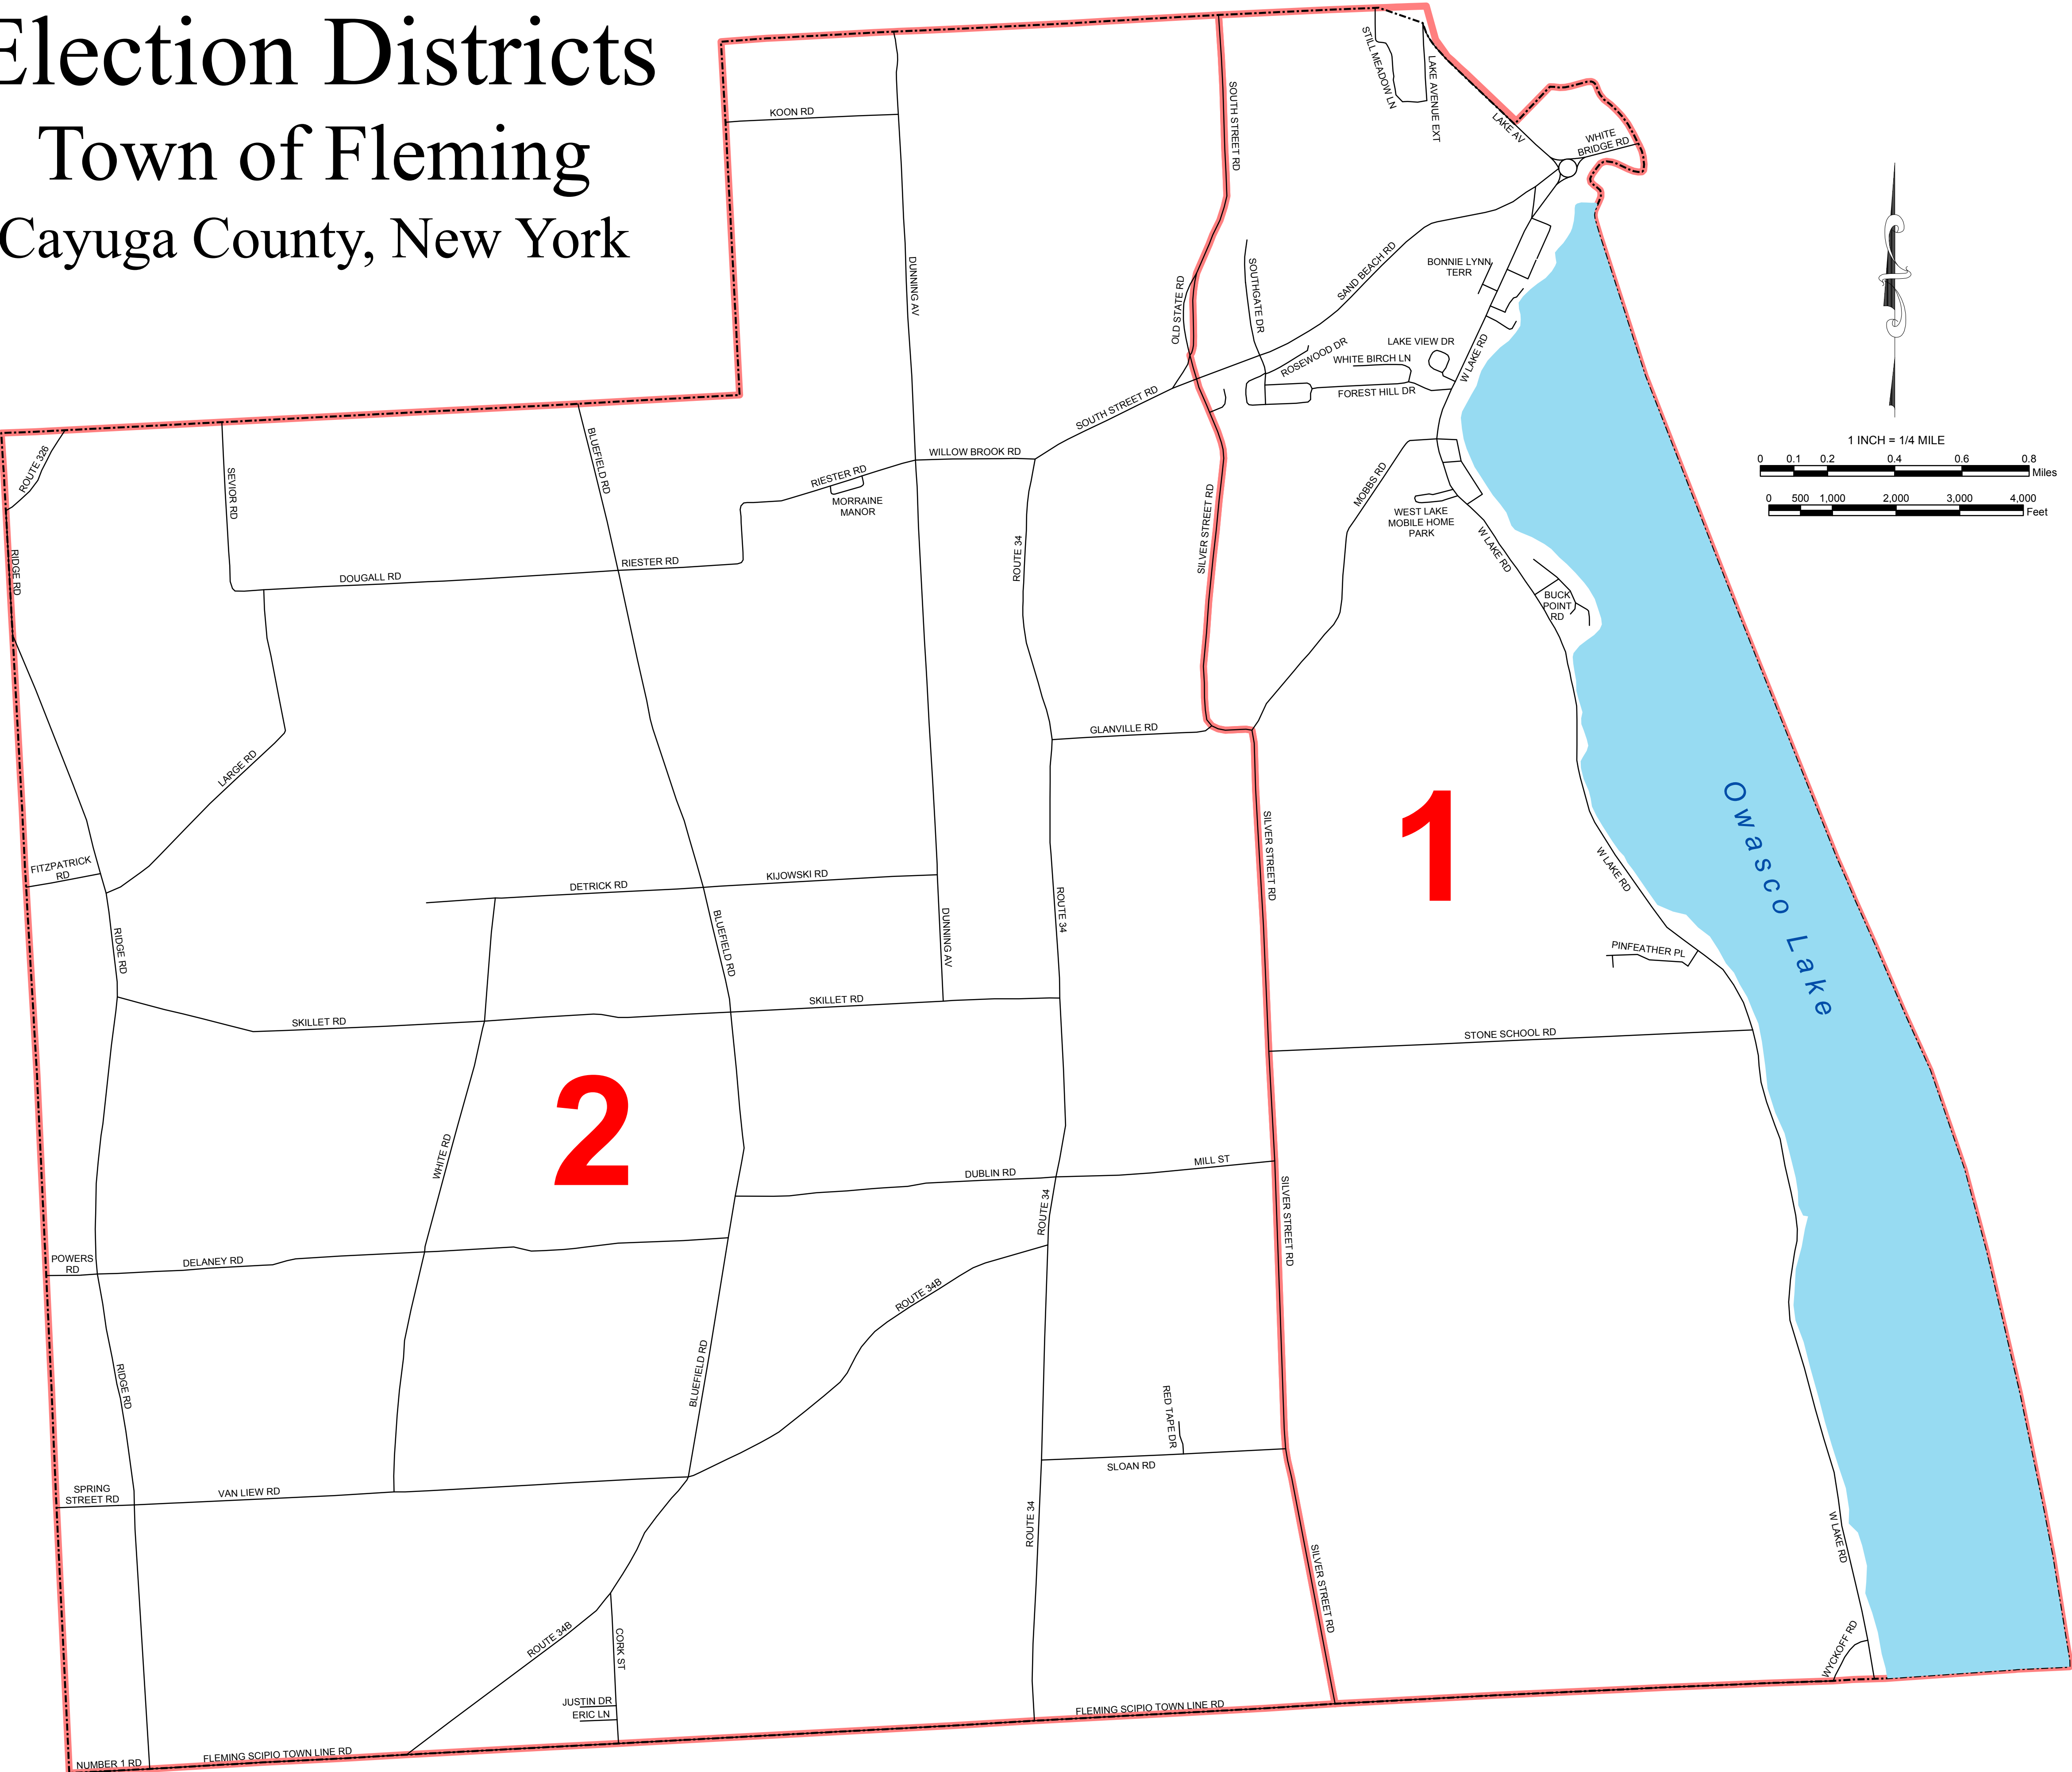 Election Districts
Town of Fleming
Cayuga County, New York
STILL MEADOW LN
LAKE AVENUE EXT
SOUTH STREET RD
KOON RD
LAKE AV
WHITE
BRIDGE RD
DUNNING AV
OLD STATE RD
SOUTHGATE DR
SAND BEACH RD
BONNIE LYNN
TERR
ROSEWOOD DR
WHITE BIRCH LN
LAKE VIEW DR
W LAKE RD
FOREST HILL DR
SOUTH STREET RD
1 INCH = 1/4 MILE
0 0.1 0.2 0.4 0.6 0.8
Miles
0 500 1,000 2,000 3,000 4,000
Feet
ROUTE 326
SEVIOR RD
BLUEFIELD RD
RIESTER RD
MORRAINE
MANOR
WILLOW BROOK RD
MOBBS RD
WEST LAKE
MOBILE HOME
PARK
W LAKE RD
SILVER STREET RD
ROUTE 34
RIDGE RD
DOUGALL RD
RIESTER RD
BUCK
POINT
RD
GLANVILLE RD
LARGE RD
FITZPATRICK
RD
DETRICK RD
KIJOWSKI RD
SILVER STREET RD
1
W LAKE RD
Owasco Lake
RIDGE RD
BLUEFIELD RD
DUNNING AV
ROUTE 34
PINFEATHER PL
SKILLET RD
SKILLET RD
STONE SCHOOL RD
2
WHITE RD
DUBLIN RD
MILL ST
ROUTE 34
SILVER STREET RD
POWERS
RD
DELANEY RD
ROUTE 34B
RIDGE RD
BLUEFIELD RD
RED TAPE DR
SLOAN RD
SPRING
STREET RD
VAN LIEW RD
ROUTE 34
SILVER STREET RD
W LAKE RD
ROUTE 34B
CORK ST
WYCKOFF RD
JUSTIN DR
ERIC LN
FLEMING SCIPIO TOWN LINE RD
NUMBER 1 RD
FLEMING SCIPIO TOWN LINE RD